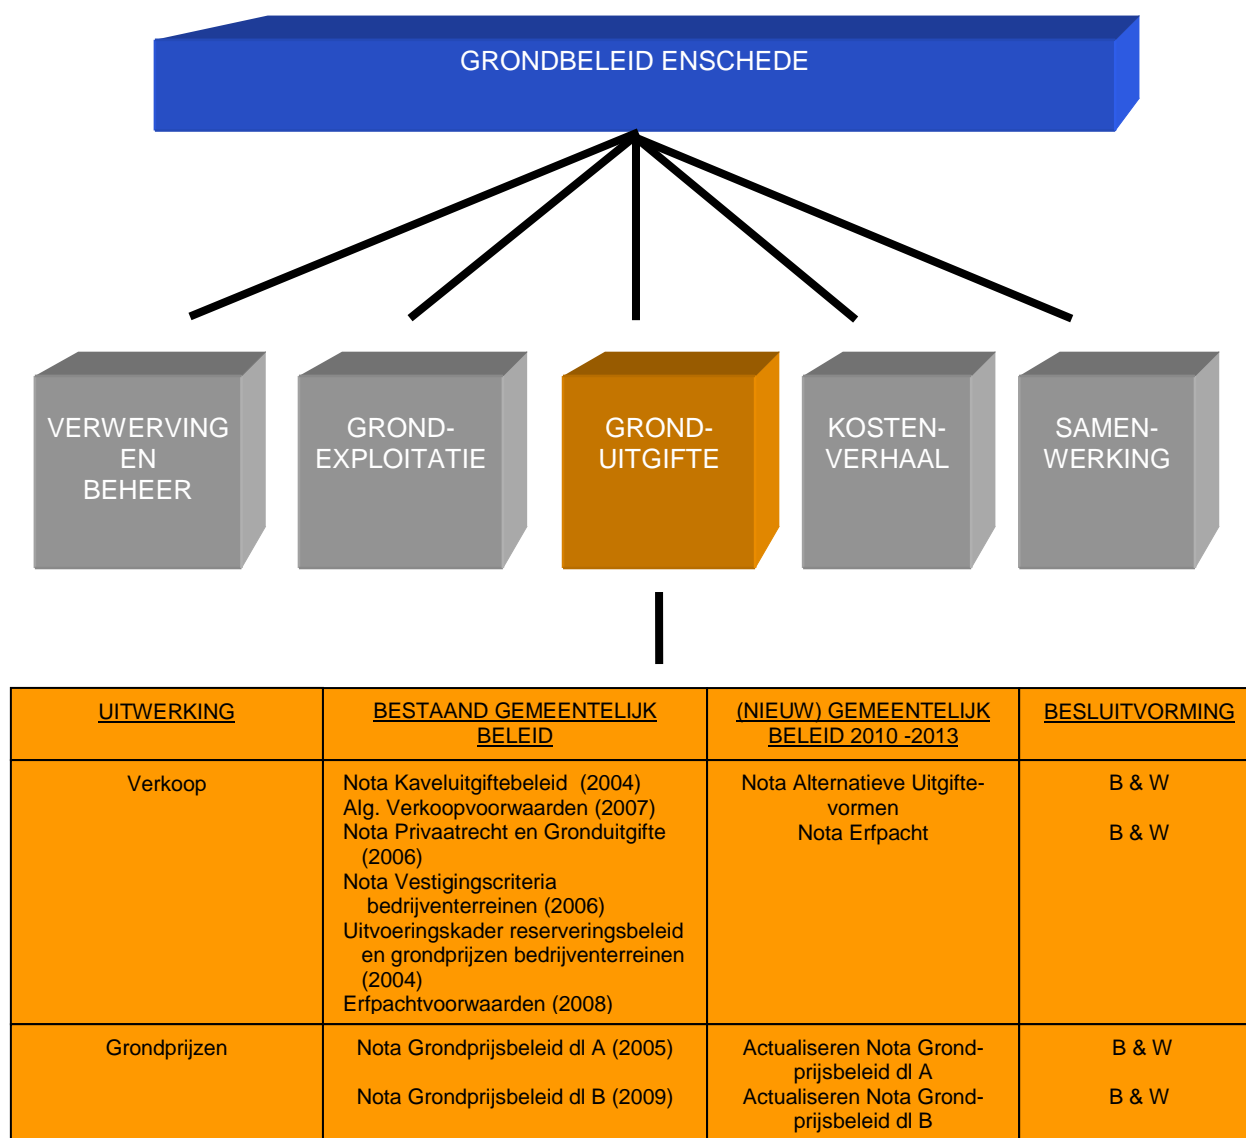 GRONDBELEID ENSCHEDE
VERWERVING
EN
BEHEER
GROND-
EXPLOITATIE
GROND-
UITGIFTE
KOSTEN-
VERHAAL
SAMEN-
WERKING
UITWERKING
BESTAAND GEMEENTELIJK
BELEID
(NIEUW) GEMEENTELIJK
BELEID 2010 -2013
BESLUITVORMING
Verkoop
Nota Kaveluitgiftebeleid (2004)
Alg. Verkoopvoorwaarden (2007)
Nota Privaatrecht en Gronduitgifte
(2006)
Nota Vestigingscriteria
bedrijventerreinen (2006)
Uitvoeringskader reserveringsbeleid
en grondprijzen bedrijventerreinen
(2004)
Erfpachtvoorwaarden (2008)
Nota Alternatieve Uitgifte-
vormen
Nota Erfpacht
B & W
B & W
Grondprijzen
Nota Grondprijsbeleid dl A (2005)
Nota Grondprijsbeleid dl B (2009)
Actualiseren Nota Grond-
prijsbeleid dl A
Actualiseren Nota Grond-
prijsbeleid dl B
B & W
B & W